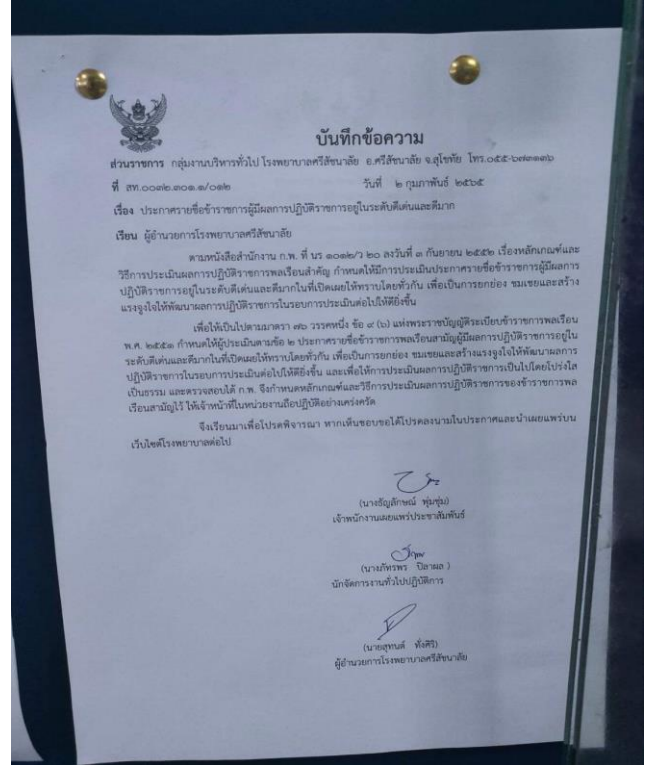 บันทึกข้อความ
ส่วนราชการ กลุ่มงานบริหารทั่วไป โรงพยาบาลศรีสัชนาลัย อ.ศรีสัชนาลัย จ.สุโขทัย โทร.๐๕๕-๖๗๓๑๓๖
ที่ สท.๐๐๓๒.๓๐๑.๑/๐๑๒ วันที่ ๒ กุมภาพันธ์ ๒๕๖๕
เรื่อง ประกาศรายชื่อข้าราชการผู้มีผลการปฏิบัติราชการอยู่ในระดับดีเด่นและดีมาก
เรียน ผู้อำนวยการโรงพยาบาลศรีสัชนาลัย
ตามหนังสือสำนักงาน ก.พ. ที่ นร ๑๐๑๒/ว ๒๐ ลงวันที่ ๓ กันยายน ๒๕๕๒ เรื่องหลักเกณฑ์และ
วิธีการประเมินผลการปฏิบัติราชการพลเรือนสำคัญ กำหนดให้มีการประเมินประกาศรายชื่อข้าราชการผู้มีผลการ
ปฏิบัติราชการอยู่ในระดับดีเด่นและดีมากในที่เปิดเผยให้ทราบโดยทั่วกัน เพื่อเป็นการยกย่อง ชมเชยและสร้าง
แรงจูงใจให้พัฒนาผลการปฏิบัติราชการในรอบการประเมินต่อไปให้ดียิ่งขึ้น
เพื่อให้เป็นไปตามมาตรา ๗๖ วรรคหนึ่ง ข้อ ๙ (๖) แห่งพระราชบัญญัติระเบียบข้าราชการพลเรือน
พ.ศ. ๒๕๕๑ กำหนดให้ผู้ประเมินตามข้อ ๒ ประกาศรายชื่อข้าราชการพลเรือนสามัญผู้มีผลการปฏิบัติราชการอยู่ใน
ระดับดีเด่นและดีมากในที่เปิดเผยให้ทราบโดยทั่วกัน เพื่อเป็นการยกย่อง ชมเชยและสร้างแรงจูงใจให้พัฒนาผลการ
ปฏิบัติราชการในรอบการประเมินต่อไปให้ดียิ่งขึ้น และเพื่อให้การประเมินผลการปฏิบัติราชการเป็นไปโดยโปร่งใส
เป็นธรรม และตรวจสอบได้ ก.พ. จึงกำหนดหลักเกณฑ์และวิธีการประเมินผลการปฏิบัติราชการของข้าราชการพล
เรือนสามัญไว้ ให้เจ้าหน้าที่ในหน่วยงานถือปฏิบัติอย่างเคร่งครัด
จึงเรียนมาเพื่อโปรดพิจารณา หากเห็นชอบขอได้โปรดลงนามในประกาศและนำเผยแพร่บน
เว็บไซต์โรงพยาบาลต่อไป
(นางธัญลักษณ์ พุ่มชุ่ม)
เจ้าพนักงานเผยแพร่ประชาสัมพันธ์
(นางภัทรพร ปิลาผล )
นักจัดการงานทั่วไปปฏิบัติการ
(นายสุทนต์ ทั่งศิริ)
ผู้อำนวยการโรงพยาบาลศรีสัชนาลัย